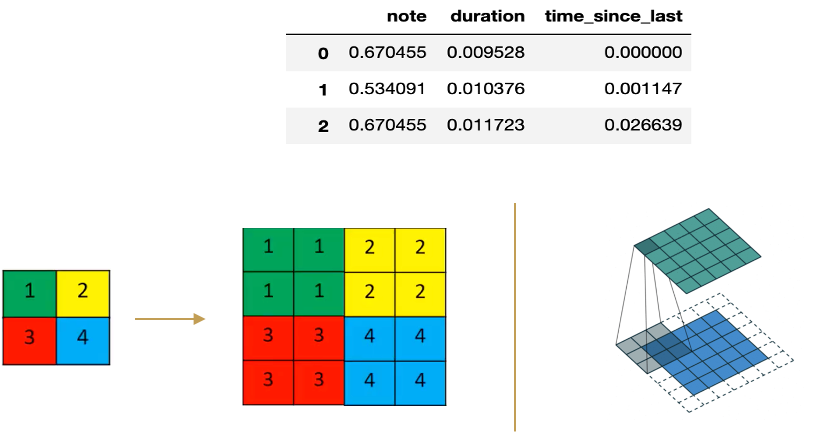 note duration time_since_last
0 0.670455 0.009528 0.000000
1 0.534091 0.010376 0.001147
2 0.670455 0.011723 0.026639
1 1 2 2
1 2
1 1 2 2
3 4
3 3 4 4
3 3 4 4